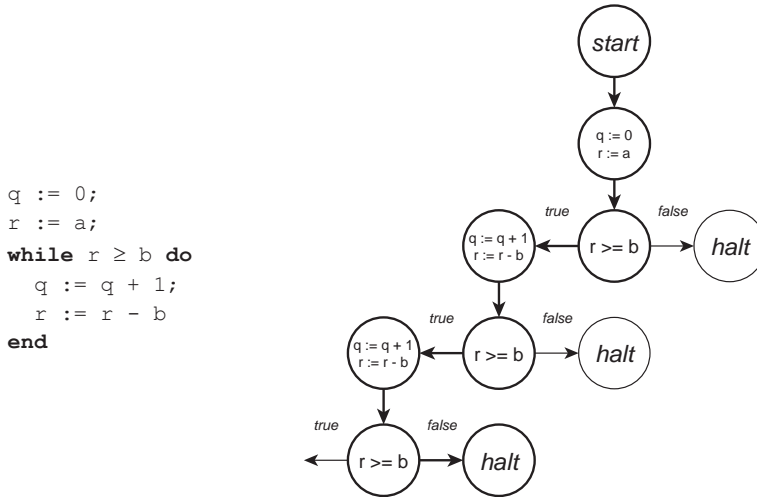 q := 0;
r := a;
while r ≥ b do
q := q + 1;
r := r - b
end
start
q := 0
r := a
true
false
q := q + 1
r := r - b
r >= b
halt
true
false
q := q +1
r := r - b
r >= b
halt
true
false
r >= b
halt